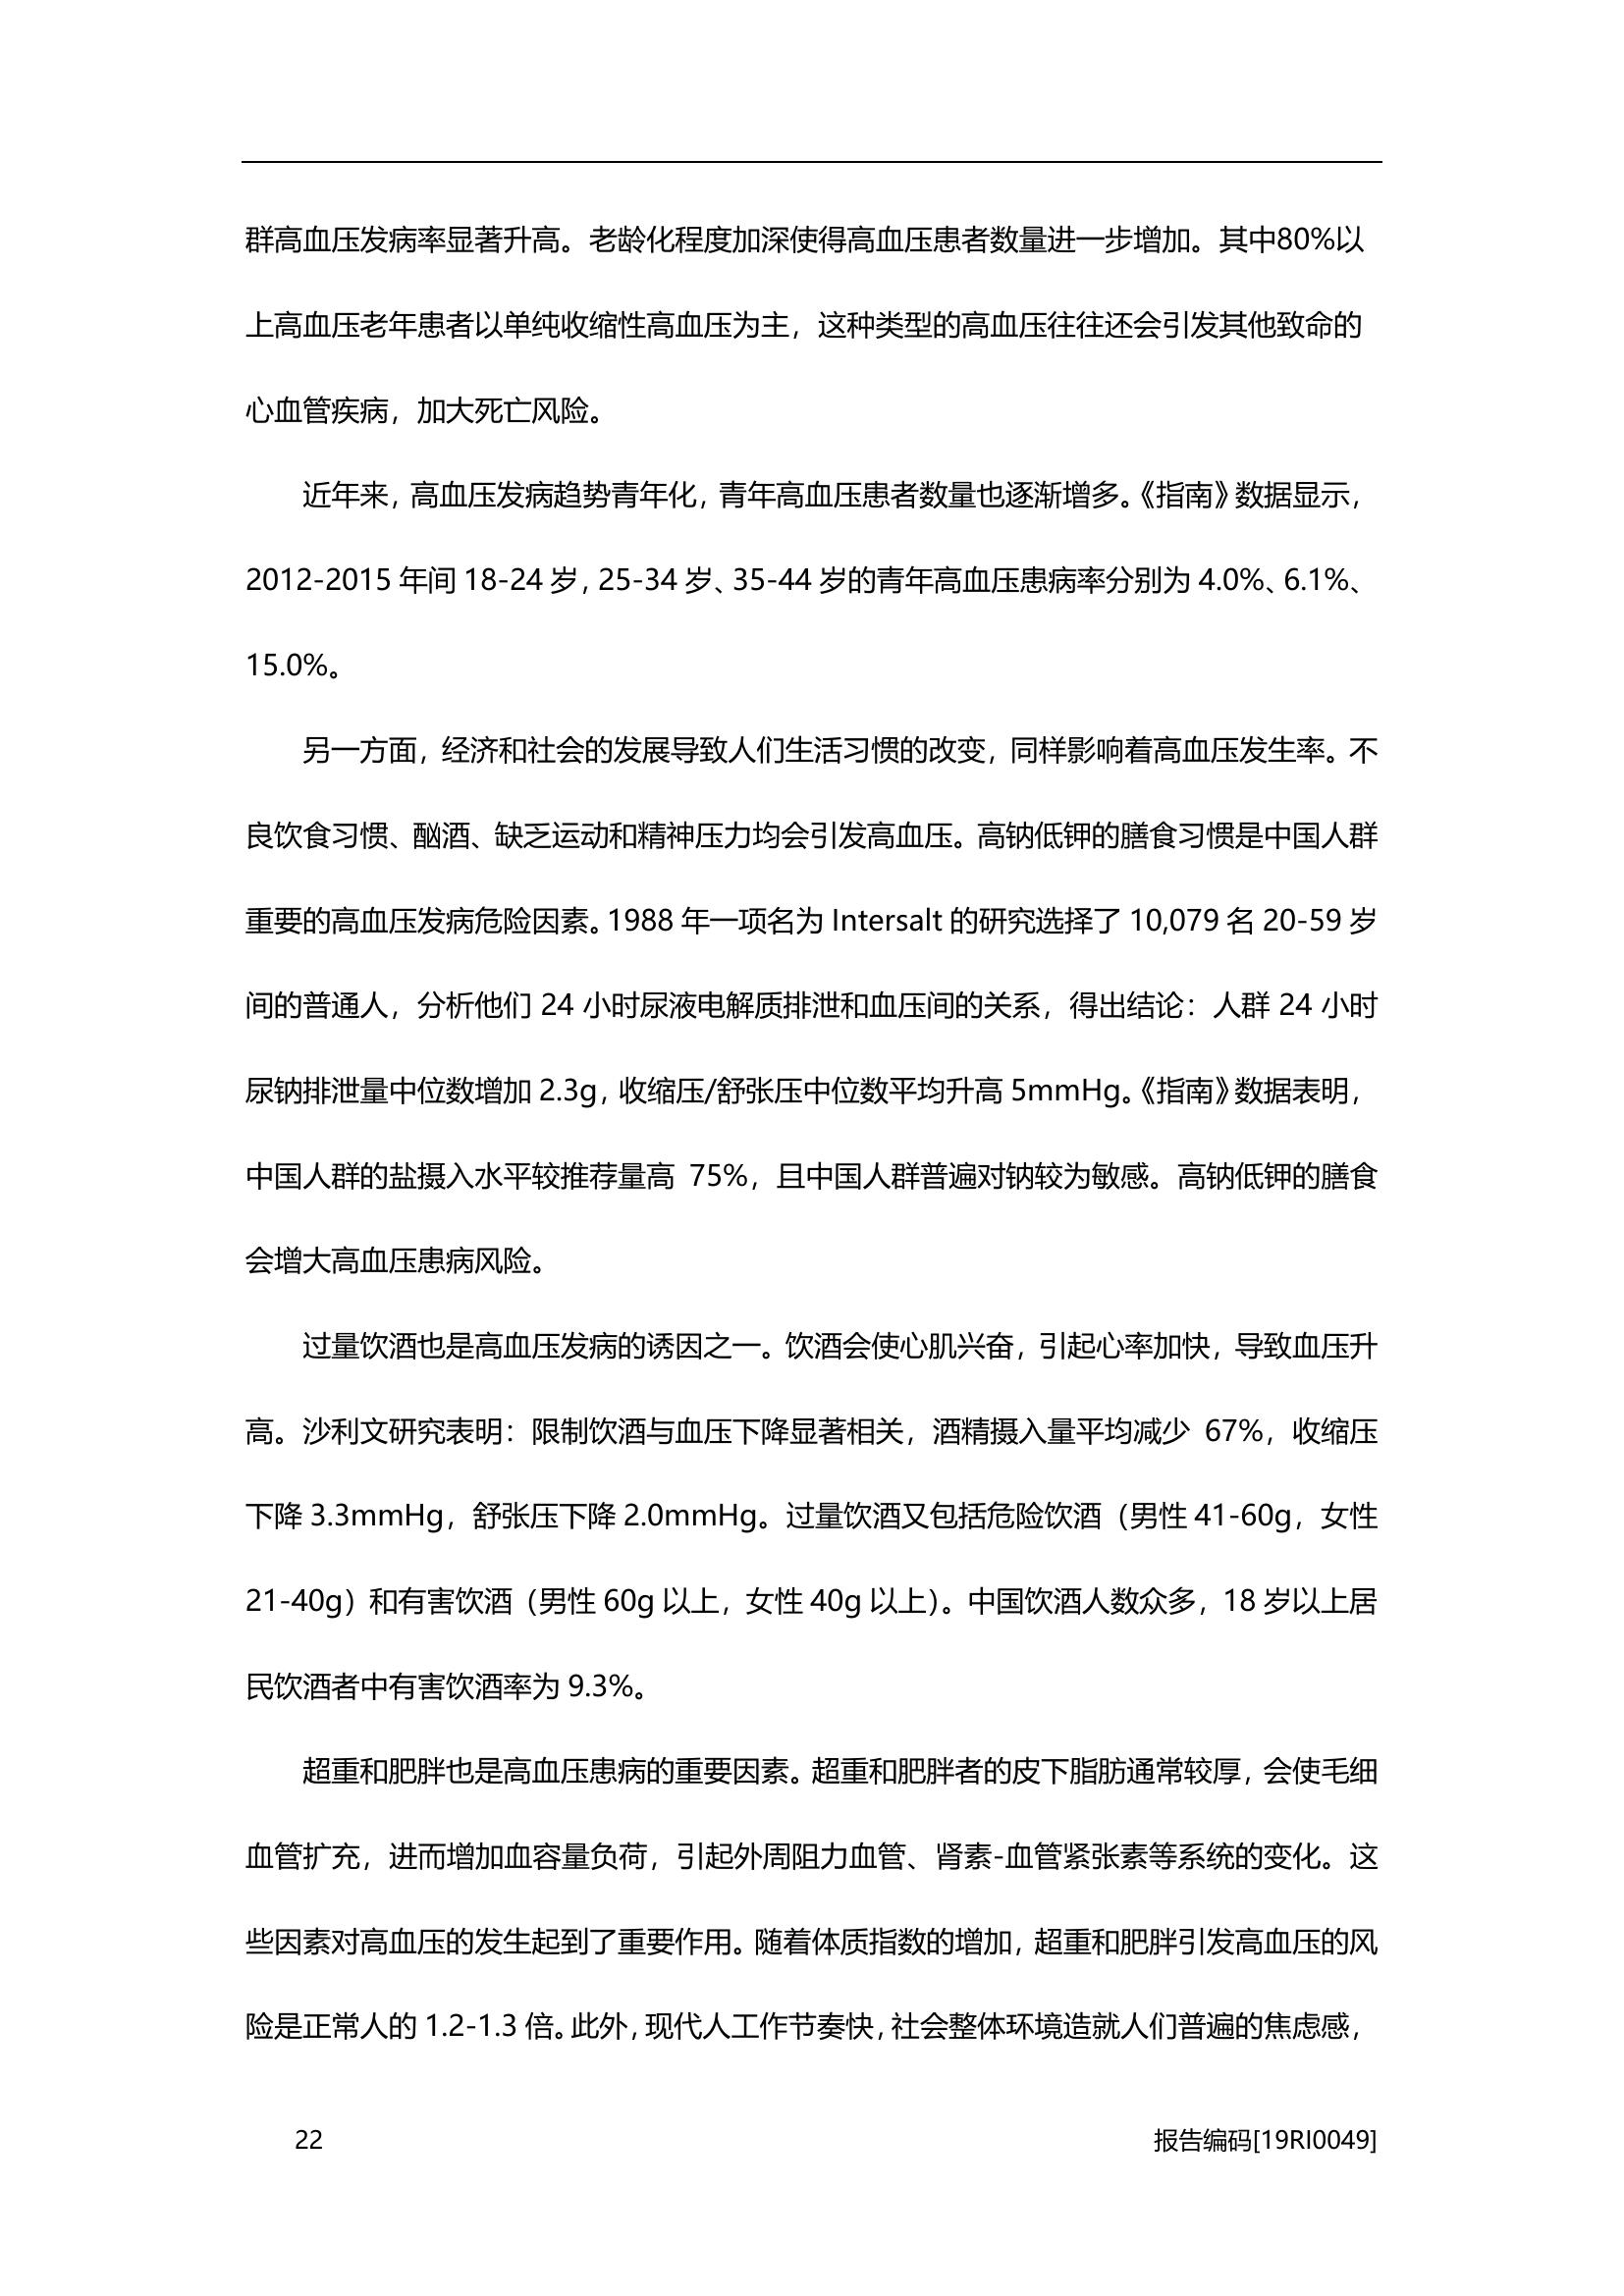 群高血压发病率显著升高。老龄化程度加深使得高血压患者数量进一步增加。其中80%以
上高血压老年患者以单纯收缩性高血压为主，这种类型的高血压往往还会引发其他致命的
心血管疾病，加大死亡风险。
近年来，高血压发病趋势青年化，青年高血压患者数量也逐渐增多。《指南》数据显示，
2012-2015 年间 18-24 岁，25-34 岁、35-44 岁的青年高血压患病率分别为 4.0%、6.1%、
15.0%。
另一方面，经济和社会的发展导致人们生活习惯的改变，同样影响着高血压发生率。不
良饮食习惯、酗酒、缺乏运动和精神压力均会引发高血压。高钠低钾的膳食习惯是中国人群
重要的高血压发病危险因素。1988 年一项名为 Intersalt 的研究选择了 10,079 名 20-59 岁
间的普通人，分析他们 24 小时尿液电解质排泄和血压间的关系，得出结论：人群 24 小时
尿钠排泄量中位数增加 2.3g，收缩压/舒张压中位数平均升高 5mmHg。《指南》数据表明，
中国人群的盐摄入水平较推荐量高 75%，且中国人群普遍对钠较为敏感。高钠低钾的膳食
会增大高血压患病风险。
过量饮酒也是高血压发病的诱因之一。饮酒会使心肌兴奋，引起心率加快，导致血压升
高。沙利文研究表明：限制饮酒与血压下降显著相关，酒精摄入量平均减少 67%，收缩压
下降 3.3mmHg，舒张压下降 2.0mmHg。过量饮酒又包括危险饮酒（男性 41-60g，女性
21-40g）和有害饮酒（男性 60g 以上，女性 40g 以上）。中国饮酒人数众多，18 岁以上居
民饮酒者中有害饮酒率为 9.3%。
超重和肥胖也是高血压患病的重要因素。超重和肥胖者的皮下脂肪通常较厚，会使毛细
血管扩充，进而增加血容量负荷，引起外周阻力血管、肾素-血管紧张素等系统的变化。这
些因素对高血压的发生起到了重要作用。随着体质指数的增加，超重和肥胖引发高血压的风
险是正常人的 1.2-1.3 倍。此外，现代人工作节奏快，社会整体环境造就人们普遍的焦虑感，
22 报告编码[19RI0049]